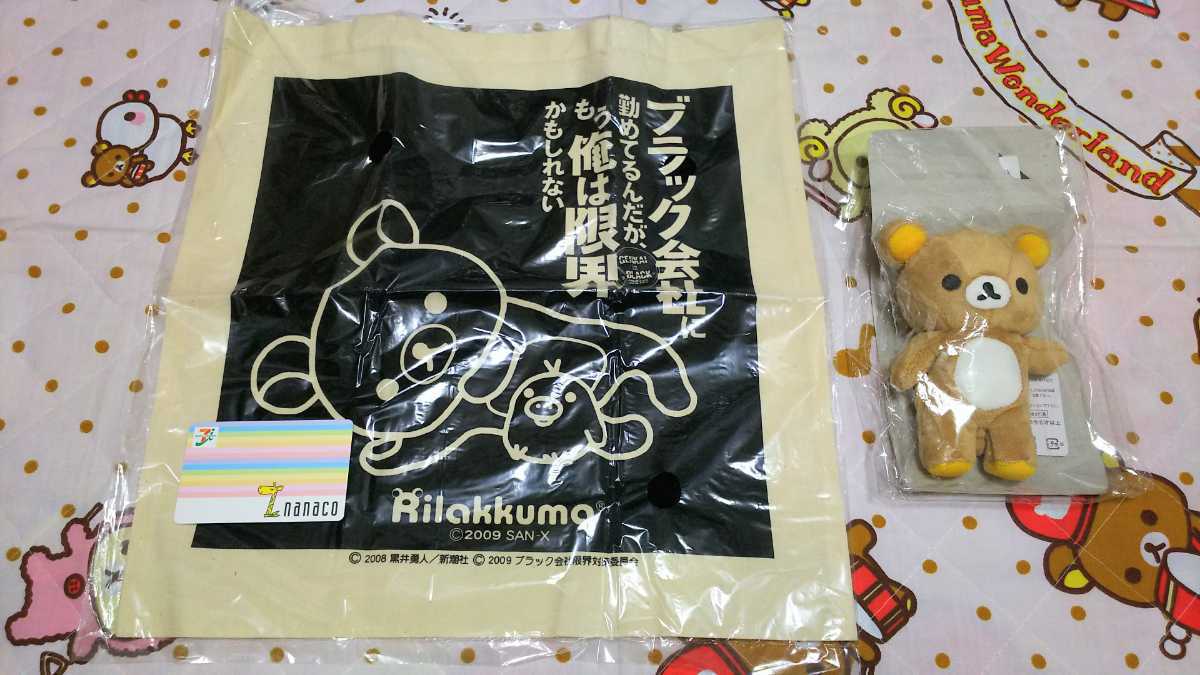 ブラック会社に
勤めてるんだが、
もう俺は限界
かもしれない
GENKAI
BLACK
Rilakkuma®
©2009 SAN-X
© 2008 黒井勇人／新潮社 © 2009 ブラック会社限界対策委員会
nanaco
Wonderland